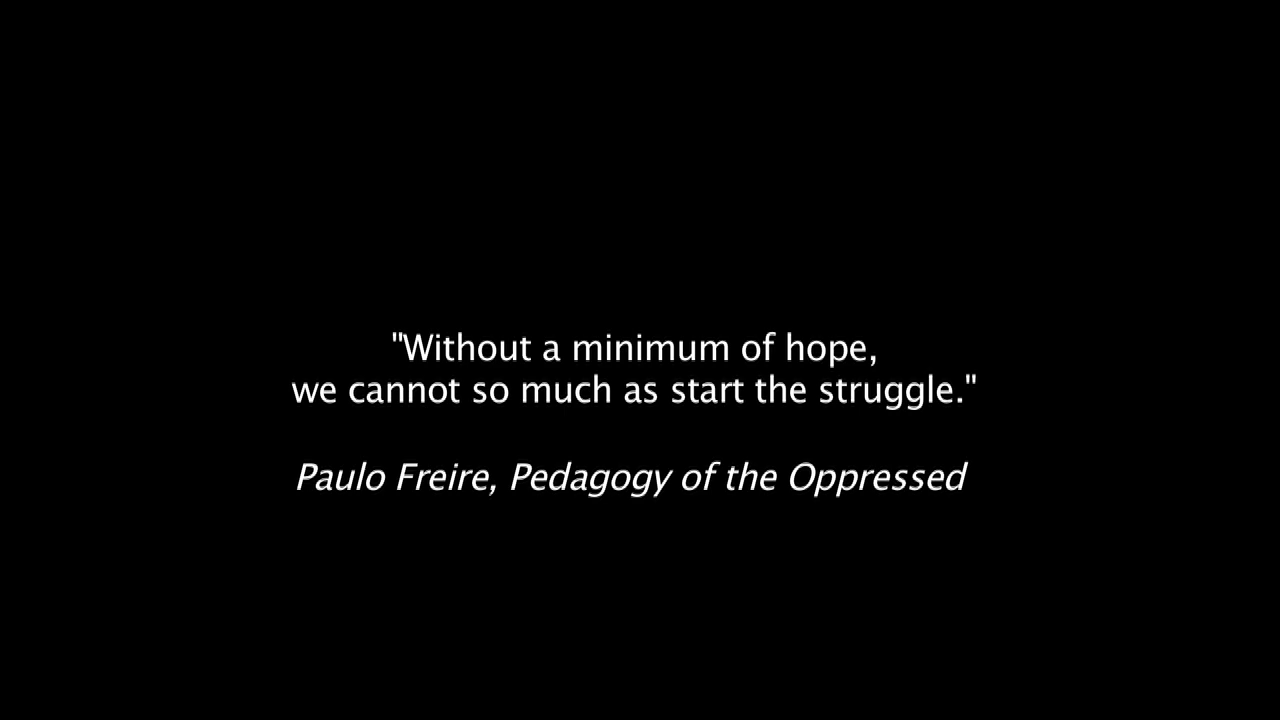 "Without a minimum of hope,
we cannot so much as start the struggle."
Paulo Freire, Pedagogy of the Oppressed